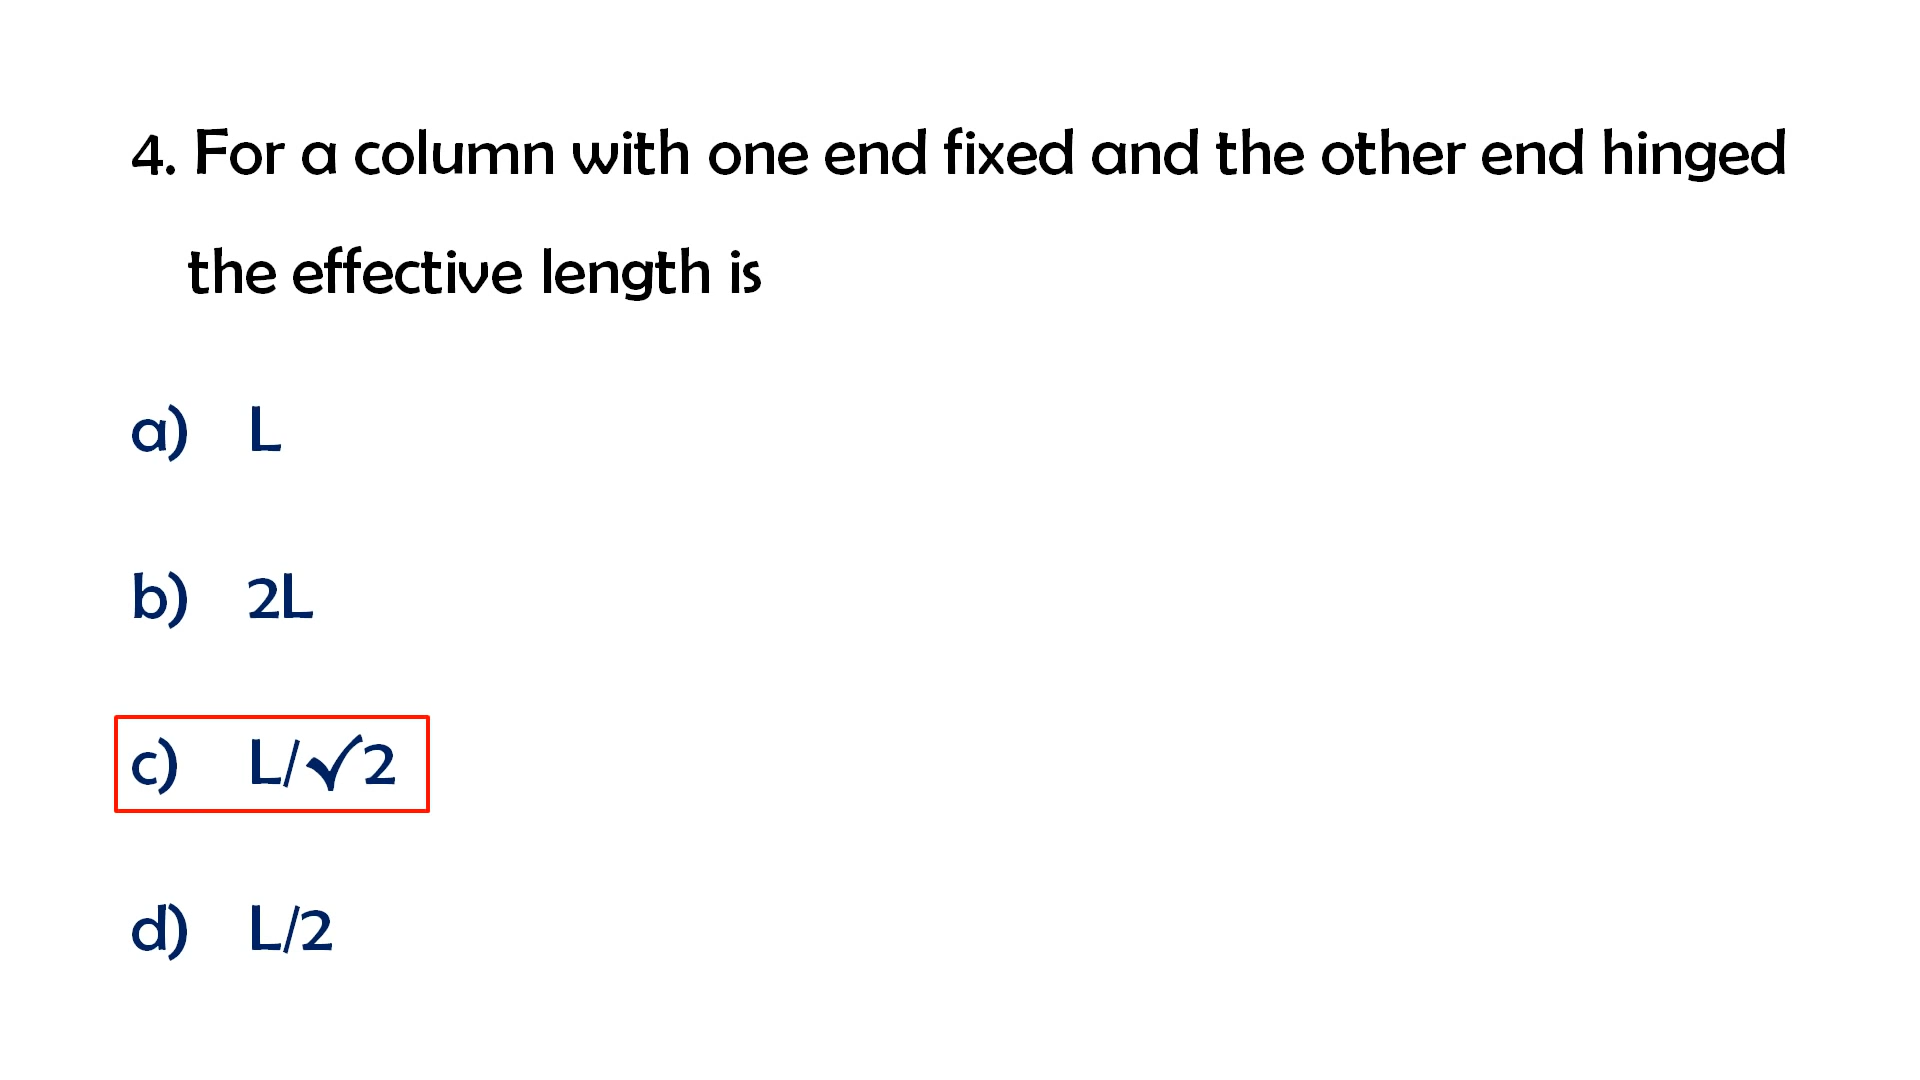 4. For a column with one end fixed and the other end hinged
the effective length is
a) L
b) 2L
c) L/✓2
d) L/2